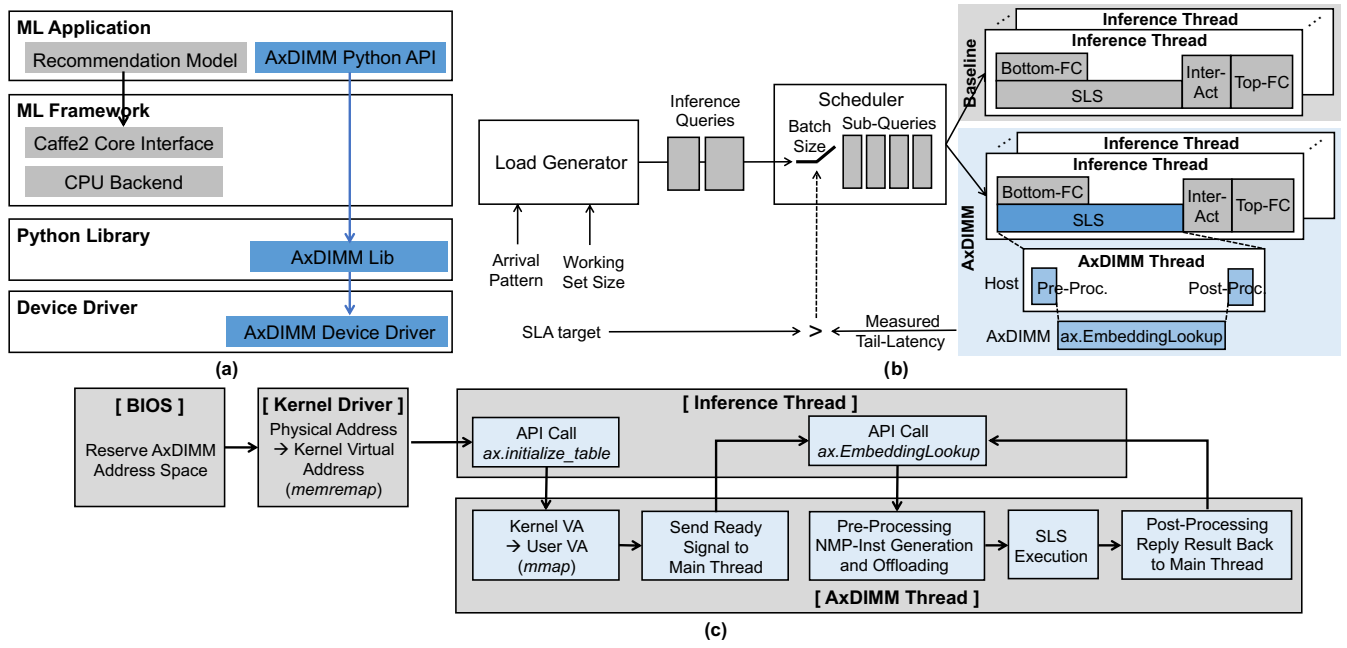 ML Application
Recommendation Model
AxDIMM Python API
ML Framework
Caffe2 Core Interface
CPU Backend
Python Library
AxDIMM Lib
Device Driver
AxDIMM Device Driver
(a)
Load Generator
Arrival
Pattern
Working
Set Size
Inference
Queries
Scheduler
Batch
Size
Sub-Queries
SLA target
>
Measured
Tail-Latency
Baseline
Inference Thread
...
Inference Thread
Bottom-FC
SLS
Inter-
Act
Top-FC
AxDIMM
Inference Thread
...
Inference Thread
Bottom-FC
SLS
Inter-
Act
Top-FC
AxDIMM Thread
Host
Pre-Proc.
Post-Proc.
AxDIMM
ax.EmbeddingLookup
(b)
[ BIOS ]
Reserve AxDIMM
Address Space
[ Kernel Driver ]
Physical Address
→ Kernel Virtual
Address
(memremap)
[ Inference Thread ]
API Call
ax.initialize_table
API Call
ax.EmbeddingLookup
Kernel VA
→ User VA
(mmap)
Send Ready
Signal to
Main Thread
Pre-Processing
NMP-Inst Generation
and Offloading
SLS
Execution
Post-Processing
Reply Result Back
to Main Thread
[ AxDIMM Thread ]
(c)